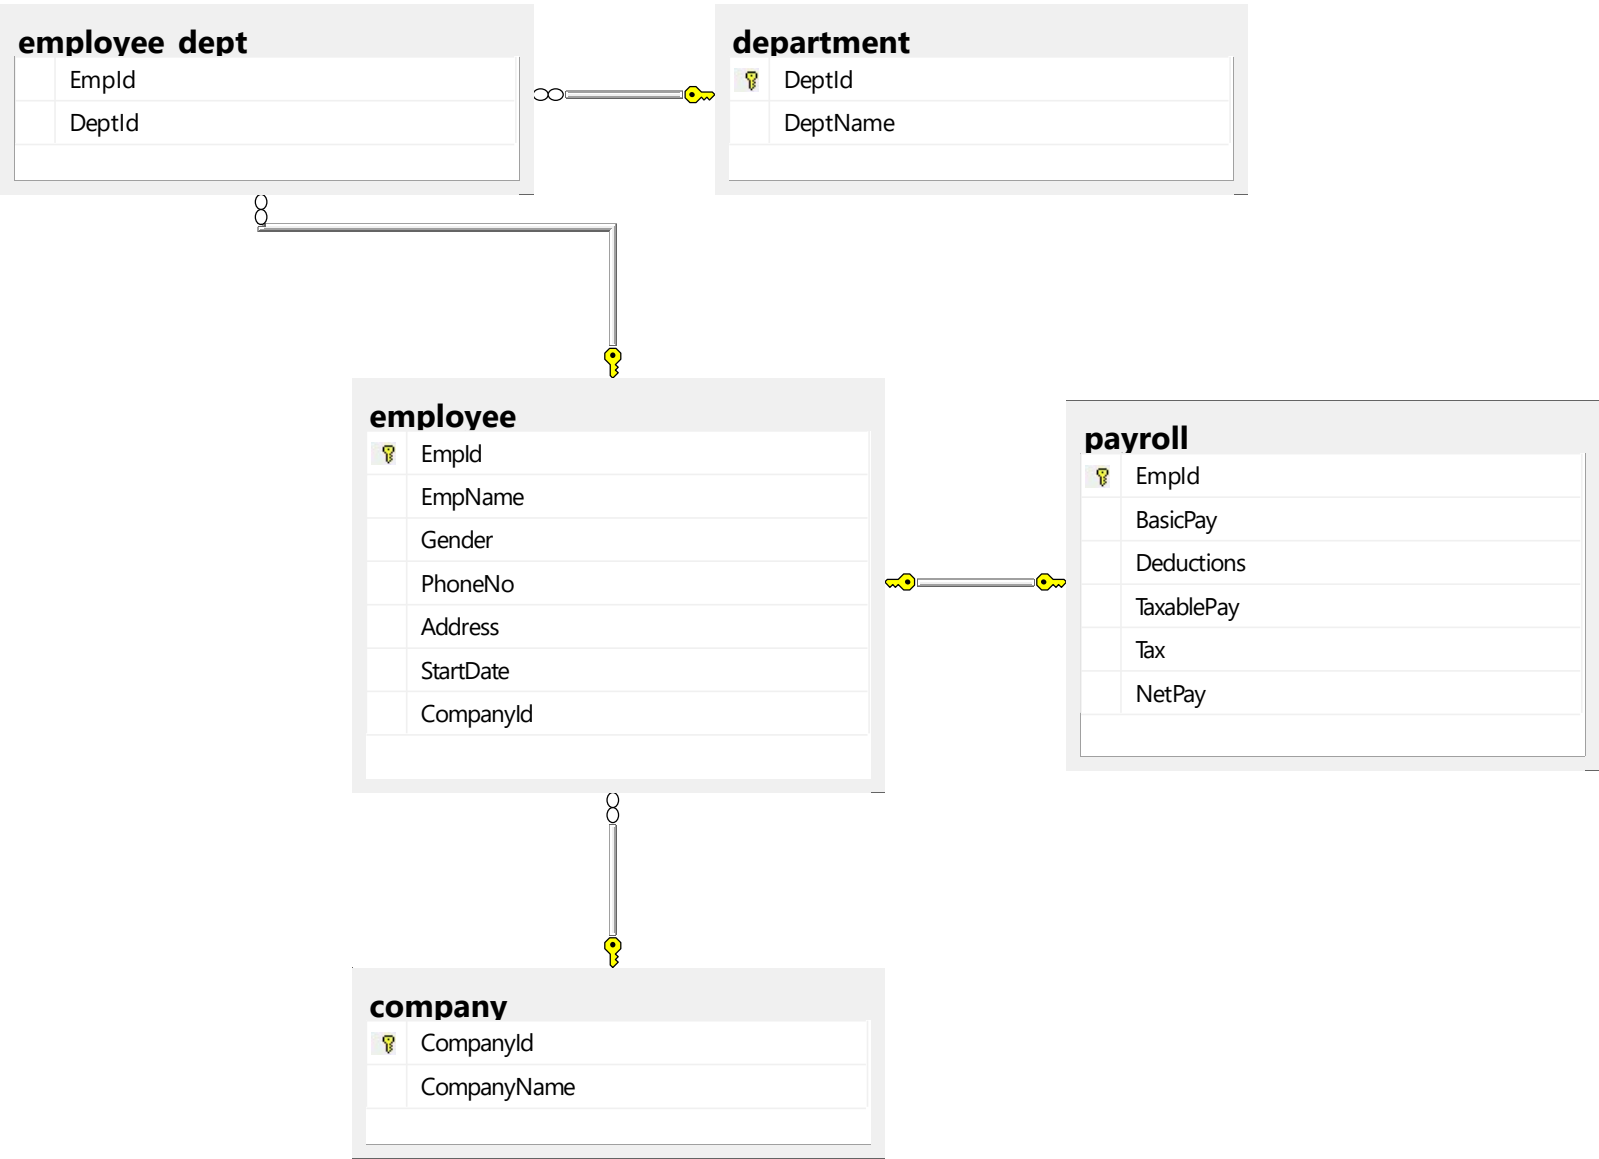 employee_dept
EmpId
DeptId
department
DeptId
DeptName
employee
EmpId
EmpName
Gender
PhoneNo
Address
StartDate
CompanyId
payroll
EmpId
BasicPay
Deductions
TaxablePay
Tax
NetPay
company
CompanyId
CompanyName